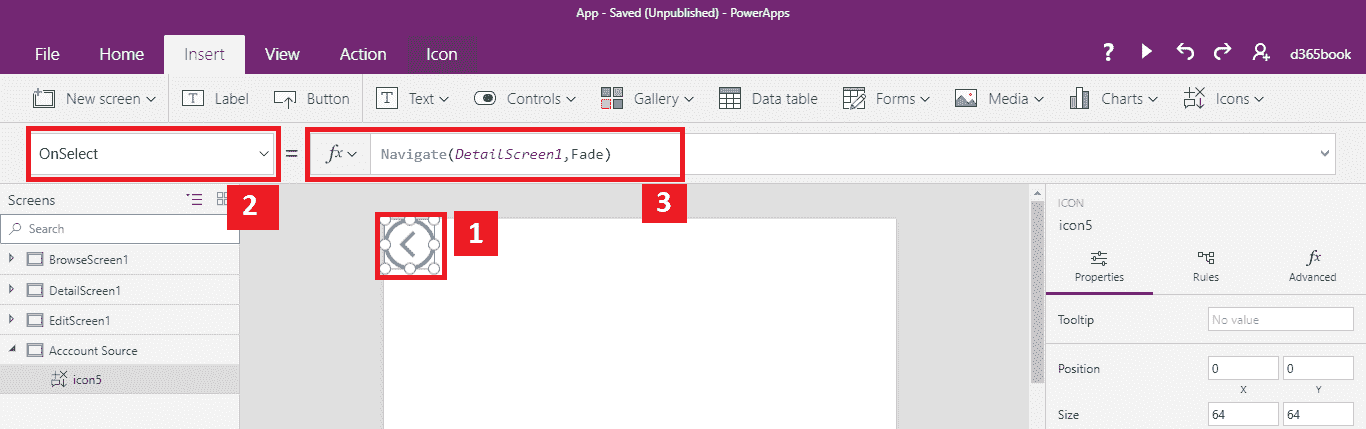 App - Saved (Unpublished) - PowerApps
File Home Insert View Action Icon ? d365book
New screen Label Button Text Controls Gallery Data table Forms Media Charts Icons
OnSelect = fx Navigate(DetailScreen1,Fade)
2
3
1
Screens
Search
BrowseScreen1
DetailScreen1
EditScreen1
Acccount Source
icon5
ICON
icon5
Properties Rules fx Advanced
Tooltip No value
Position 0 0
X Y
Size 64 64